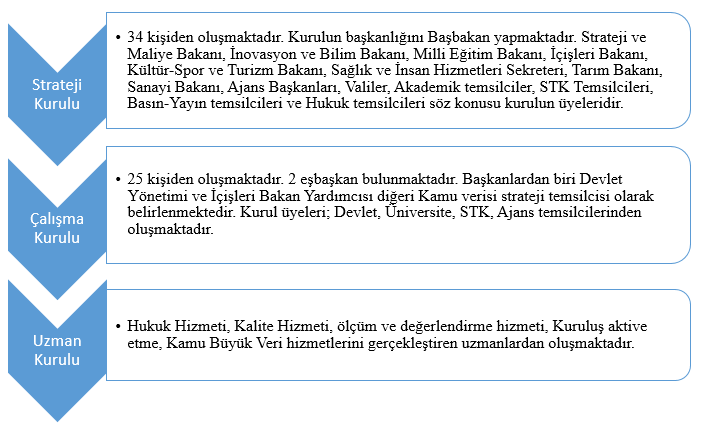 Strateji
Kurulu
• 34 kişiden oluşmaktadır. Kurulun başkanlığını Başbakan yapmaktadır. Strateji ve
Maliye Bakanı, İnovasyon ve Bilim Bakanı, Milli Eğitim Bakanı, İçişleri Bakanı,
Kültür-Spor ve Turizm Bakanı, Sağlık ve İnsan Hizmetleri Sekreteri, Tarım Bakanı,
Sanayi Bakanı, Ajans Başkanları, Valiler, Akademik temsilciler, STK Temsilcileri,
Basın-Yayın temsilcileri ve Hukuk temsilcileri söz konusu kurulun üyeleridir.
Çalışma
Kurulu
• 25 kişiden oluşmaktadır. 2 eşbaşkan bulunmaktadır. Başkanlardan biri Devlet
Yönetimi ve İçişleri Bakan Yardımcısı diğeri Kamu verisi strateji temsilcisi olarak
belirlenmektedir. Kurul üyeleri; Devlet, Üniversite, STK, Ajans temsilcilerinden
oluşmaktadır.
Uzman
Kurulu
• Hukuk Hizmeti, Kalite Hizmeti, ölçüm ve değerlendirme hizmeti, Kuruluş aktive
etme, Kamu Büyük Veri hizmetlerini gerçekleştiren uzmanlardan oluşmaktadır.